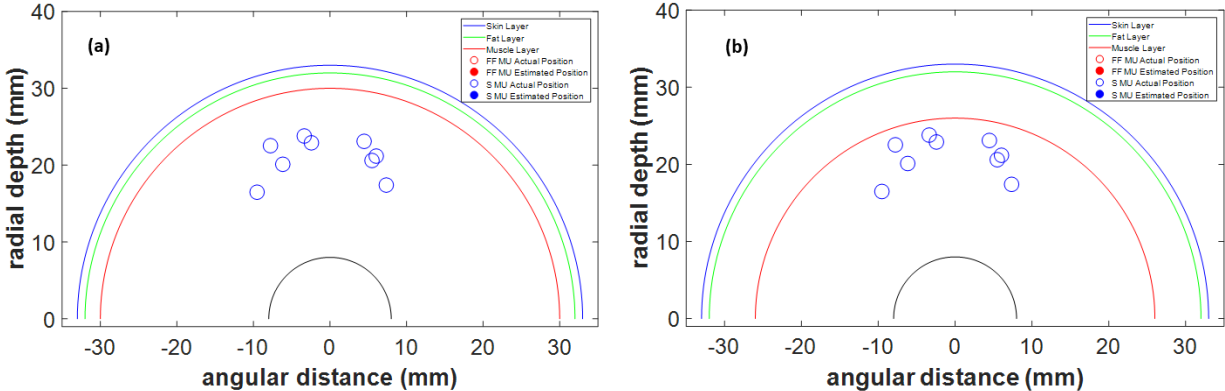 (a)
Skin Layer
Fat Layer
Muscle Layer
FF MU Actual Position
FF MU Estimated Position
S MU Actual Position
S MU Estimated Position
40
30
20
10
0
radial depth (mm)
-30 -20 -10 0 10 20 30
angular distance (mm)
(b)
Skin Layer
Fat Layer
Muscle Layer
FF MU Actual Position
FF MU Estimated Position
S MU Actual Position
S MU Estimated Position
40
30
20
10
0
radial depth (mm)
-30 -20 -10 0 10 20 30
angular distance (mm)